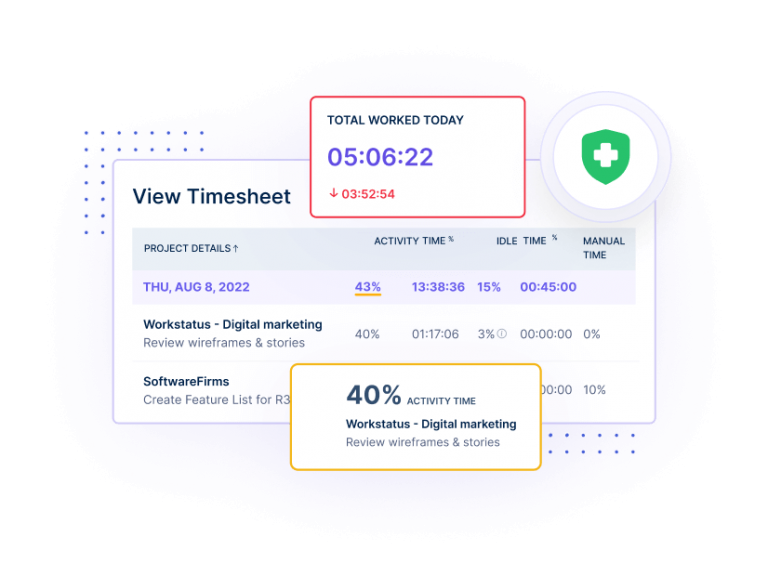 TOTAL WORKED TODAY
05:06:22
↓ 03:52:54
View Timesheet
PROJECT DETAILS ↑ ACTIVITY TIME % IDLE TIME % MANUAL TIME
THU, AUG 8, 2022 43% 13:38:36 15% 00:45:00
Workstatus - Digital marketing 40% 01:17:06 3% 00:00:00 0%
Review wireframes & stories
SoftwareFirms 10%
Create Feature List for
40% ACTIVITY TIME
Workstatus - Digital marketing
Review wireframes & stories